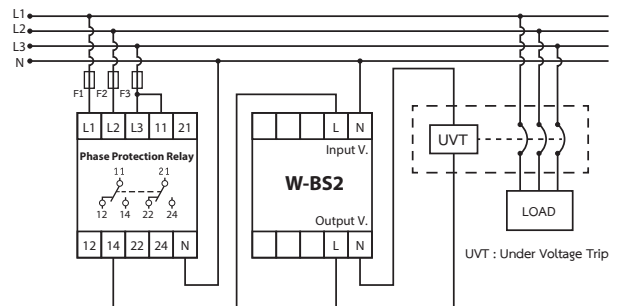 L1
L2
L3
N
F1 F2 F3
L1 L2 L3 11 21
Phase Protection Relay
11 21
12 14 22 24
12 14 22 24 N
L N
Input V.
W-BS2
Output V.
L N
UVT
LOAD
UVT : Under Voltage Trip